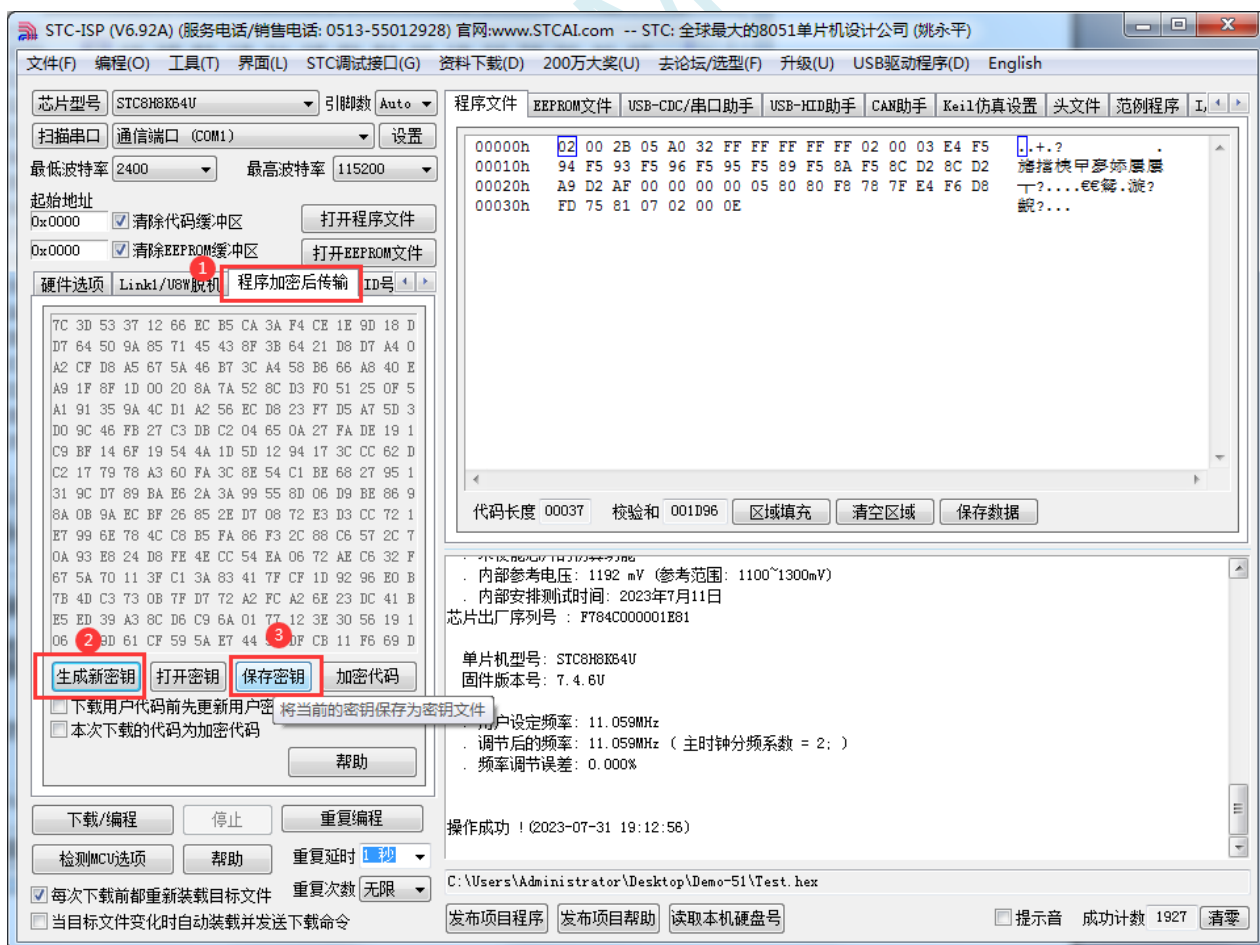 STC-ISP (V6.92A) (服务电话/销售电话: 0513-55012928) 官网:www.STCAI.com -- STC: 全球最大的8051单片机设计公司 (姚永平)
文件(F) 编程(O) 工具(T) 界面(L) STC调试接口(G) 资料下载(D) 200万大奖(U) 去论坛/选型(F) 升级(U) USB驱动程序(D) English
芯片型号 STC8H8K64U 引脚数 Auto
扫描串口 通信端口 (COM1) 设置
最低波特率 2400 最高波特率 115200
起始地址
0x0000 清除代码缓冲区 打开程序文件
0x0000 清除EEPROM缓冲区 打开EEPROM文件
1
硬件选项 Link1/U8W脱机 程序加密后传输 ID号
7C 3D 53 37 12 66 EC B5 CA 3A F4 CE 1E 9D 18 D
D7 64 50 9A 85 71 45 43 8F 3B 64 21 D8 D7 A4 0
A2 CF D8 A5 67 5A 46 B7 3C A4 58 B6 66 A8 40 E
A9 1F 8F 1D 00 20 8A 7A 52 8C D3 F0 51 25 0F 5
A1 91 35 9A 4C D1 A2 56 EC D8 23 F7 D5 A7 5D 3
D0 9C 46 FB 27 C3 DB C2 04 65 0A 27 FA DE 19 1
C9 BF 14 6F 19 54 4A 1D 5D 12 94 17 3C CC 62 D
C2 17 79 78 A3 60 FA 3C 8E 54 C1 BE 68 27 95 1
31 9C D7 89 BA E6 2A 3A 99 55 8D 06 D9 BE 86 9
8A 0B 9A EC BF 26 85 2E D7 08 72 E3 D3 CC 72 1
E7 99 6E 78 4C C8 B5 FA 86 F3 2C 88 C6 57 2C 7
0A 93 E8 24 D8 FE 4E CC 54 EA 06 72 AE C6 32 F
67 5A 70 11 3F C1 3A 83 41 7F CF 1D 92 96 E0 B
7B 4D C3 73 0B 7F D7 72 A2 FC A2 6E 23 DC 41 B
E5 ED 39 A3 8C D6 C9 6A 01 77 12 3E 30 56 19 1
06 9D 61 CF 59 5A E7 44 DF CB 11 F6 69 D
2 3
生成新密钥 打开密钥 保存密钥 加密代码
下载用户代码前先更新用户密
将当前的密钥保存为密钥文件
本次下载的代码为加密代码
帮助
下载/编程 停止 重复编程
检测MCU选项 帮助 重复延时 1 秒
每次下载前都重新装载目标文件 重复次数 无限
当目标文件变化时自动装载并发送下载命令
程序文件 EEPROM文件 USB-CDC/串口助手 USB-HID助手 CAN助手 Keil仿真设置 头文件 范例程序 I/
00000h 02 00 2B 05 A0 32 FF FF FF FF FF 02 00 03 E4 F5 ..+.? .
00010h 94 F5 93 F5 96 F5 95 F5 89 F5 8A F5 8C D2 8C D2
00020h A9 D2 AF 00 00 00 00 05 80 80 F8 78 7F E4 F6 D8
00030h FD 75 81 07 02 00 0E
代码长度 00037 校验和 001D96 区域填充 清空区域 保存数据
. 内部参考电压: 1192 mV (参考范围: 1100~1300mV)
. 内部安排测试时间: 2023年7月11日
芯片出厂序列号 : F784C000001E81
单片机型号: STC8H8K64U
固件版本号: 7.4.6U
. 用户设定频率: 11.059MHz
. 调节后的频率: 11.059MHz ( 主时钟分频系数 = 2; )
. 频率调节误差: 0.000%
操作成功 !(2023-07-31 19:12:56)
C:\Users\Administrator\Desktop\Demo-51\Test.hex
发布项目程序 发布项目帮助 读取本机硬盘号 提示音 成功计数 1927 清零